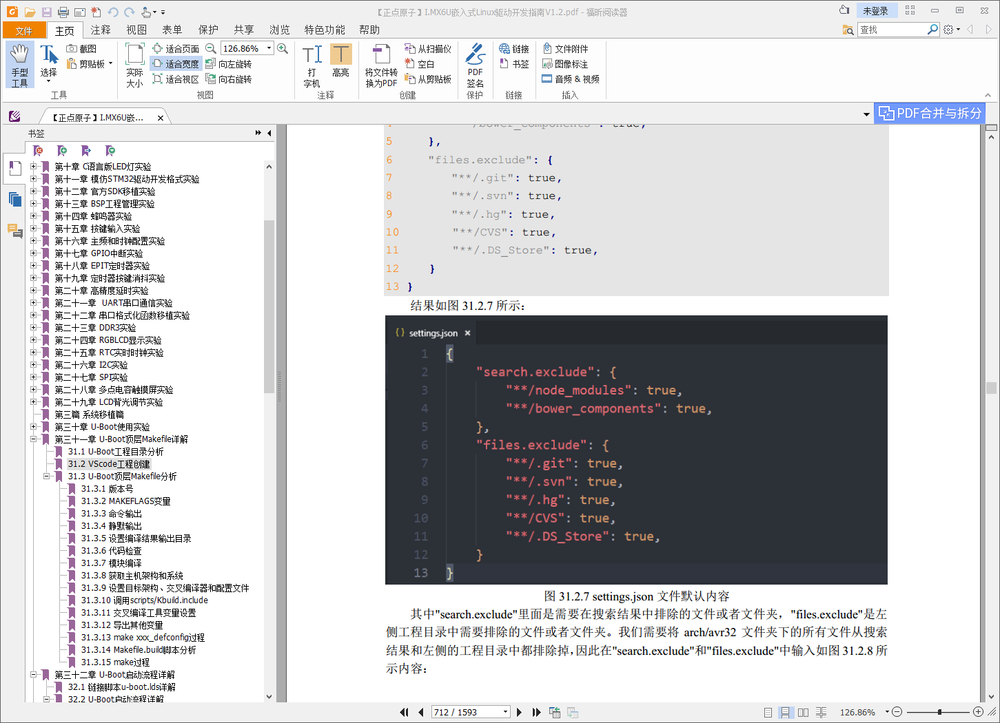 【正点原子】I.MX6U嵌入式Linux驱动开发指南V1.2.pdf - 福昕阅读器
未登录
文件 主页 注释 视图 表单 保护 共享 浏览 特色功能 帮助
查找
手型工具
选择
截图
剪贴板
工具
实际大小
适合页面
适合宽度
适合视区
126.86%
向左旋转
向右旋转
视图
打字机
高亮
注释
将文件转换为PDF
从扫描仪
空白
从剪贴板
创建
PDF签名
保护
链接
书签
链接
文件附件
图像标注
音频 & 视频
插入
【正点原子】I.MX6U嵌...
PDF合并与拆分
书签
第十章 C语言版LED灯实验
第十一章 模仿STM32驱动开发格式实验
第十二章 官方SDK移植实验
第十三章 BSP工程管理实验
第十四章 蜂鸣器实验
第十五章 按键输入实验
第十六章 主频和时钟配置实验
第十七章 GPIO中断实验
第十八章 EPIT定时器实验
第十九章 定时器按键消抖实验
第二十章 高精度延时实验
第二十一章 UART串口通信实验
第二十二章 串口格式化函数移植实验
第二十三章 DDR3实验
第二十四章 RGBLCD显示实验
第二十五章 RTC实时时钟实验
第二十六章 I2C实验
第二十七章 SPI实验
第二十八章 多点电容触摸屏实验
第二十九章 LCD背光调节实验
第三篇 系统移植篇
第三十章 U-Boot使用实验
第三十一章 U-Boot顶层Makefile详解
31.1 U-Boot工程目录分析
31.2 VScode工程创建
31.3 U-Boot顶层Makefile分析
31.3.1 版本号
31.3.2 MAKEFLAGS变量
31.3.3 命令输出
31.3.4 静默输出
31.3.5 设置编译结果输出目录
31.3.6 代码检查
31.3.7 模块编译
31.3.8 获取主机架构和系统
31.3.9 设置目标架构、交叉编译器和配置文件
31.3.10 调用scripts/Kbuild.include
31.3.11 交叉编译工具变量设置
31.3.12 导出其他变量
31.3.13 make xxx_defconfig过程
31.3.14 Makefile.build脚本分析
31.3.15 make过程
第三十二章 U-Boot启动流程详解
32.1 链接脚本u-boot.lds详解
32.2 U-Boot启动流程详解
4 "**/bower_components": true,
5 },
6 "files.exclude": {
7 "**/.git": true,
8 "**/.svn": true,
9 "**/.hg": true,
10 "**/CVS": true,
11 "**/.DS_Store": true,
12 }
13 }
结果如图 31.2.7 所示：
{} settings.json ×
1 {
2 "search.exclude": {
3 "**/node_modules": true,
4 "**/bower_components": true,
5 },
6 "files.exclude": {
7 "**/.git": true,
8 "**/.svn": true,
9 "**/.hg": true,
10 "**/CVS": true,
11 "**/.DS_Store": true,
12 }
13 }
图 31.2.7 settings.json 文件默认内容
其中"search.exclude"里面是需要在搜索结果中排除的文件或者文件夹，"files.exclude"是左
侧工程目录中需要排除的文件或者文件夹。我们需要将 arch/avr32 文件夹下的所有文件从搜索
结果和左侧的工程目录中都排除掉，因此在"search.exclude"和"files.exclude"中输入如图 31.2.8 所
示内容：
712 / 1593
126.86%